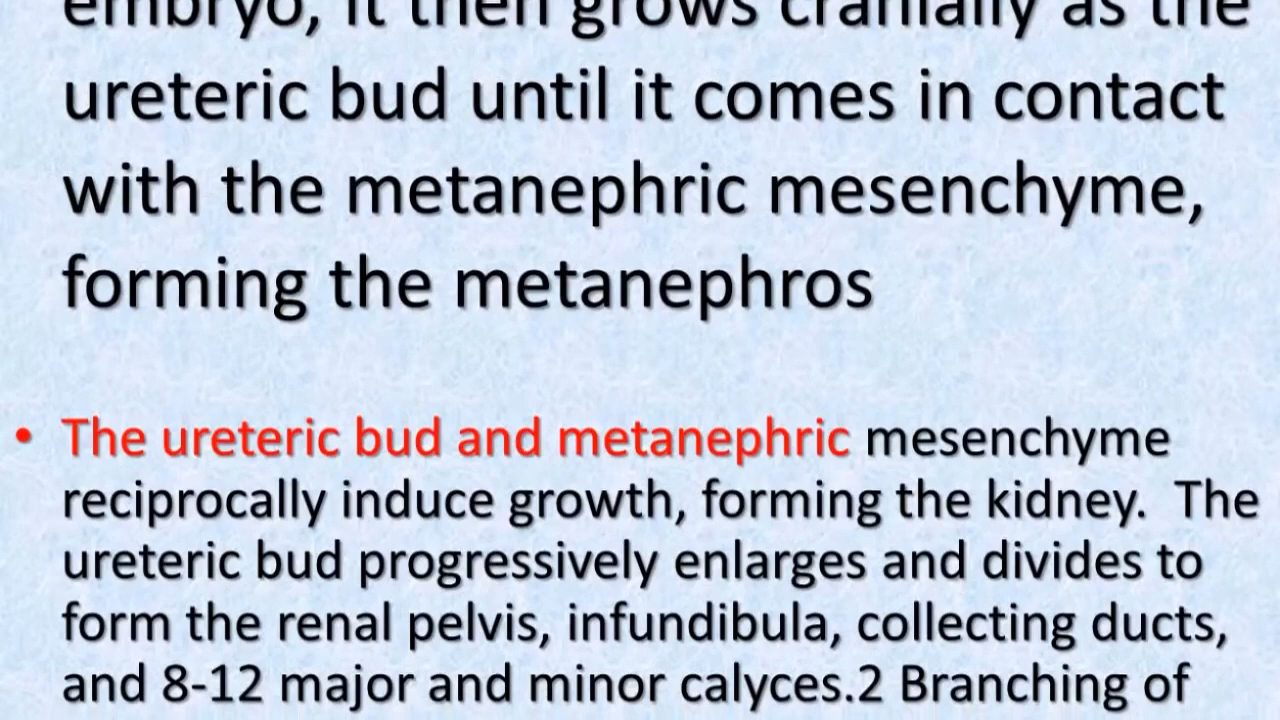 embryo, it then grows cranially as the
ureteric bud until it comes in contact
with the metanephric mesenchyme,
forming the metanephros
• The ureteric bud and metanephric mesenchyme
reciprocally induce growth, forming the kidney.  The
ureteric bud progressively enlarges and divides to
form the renal pelvis, infundibula, collecting ducts,
and 8-12 major and minor calyces.2 Branching of